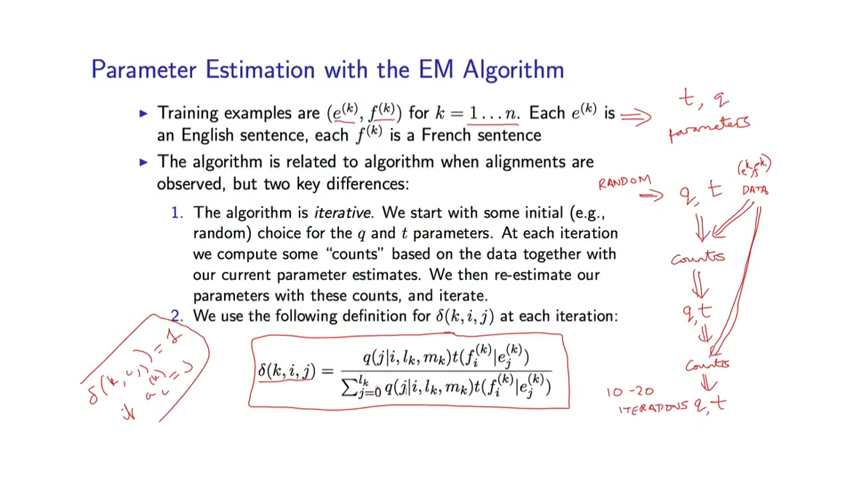 Parameter Estimation with the EM Algorithm
▶ Training examples are (e^(k), f^(k)) for k = 1 . . . n. Each e^(k) is
an English sentence, each f^(k) is a French sentence
▶ The algorithm is related to algorithm when alignments are
observed, but two key differences:
1. The algorithm is iterative. We start with some initial (e.g.,
random) choice for the q and t parameters. At each iteration
we compute some “counts” based on the data together with
our current parameter estimates. We then re-estimate our
parameters with these counts, and iterate.
2. We use the following definition for δ(k, i, j) at each iteration:
δ(k, i, j) = q(j|i, l_k, m_k)t(f_i^(k)|e_j^(k)) / ∑_{j=0}^{l_k} q(j|i, l_k, m_k)t(f_i^(k)|e_j^(k))
δ(k, i, j) = 1
if a_i^(k) = j
⇒ t, q
parameters
RANDOM ⇒ q, t
(e^k, f^k)
DATA
counts
q, t
counts
10 - 20
ITERATIONS q, t